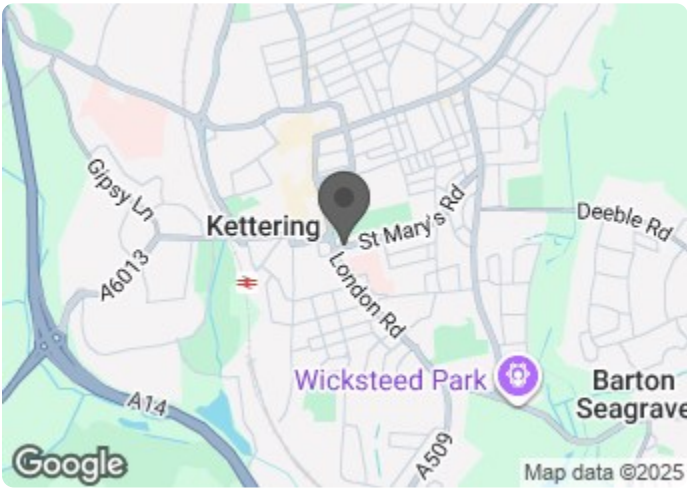 Gipsy Ln
Kettering
St Mary's Rd
Deeble Rd
A6013
London Rd
Wicksteed Park
Barton
Seagrave
A14
A509
Google
Map data ©2025